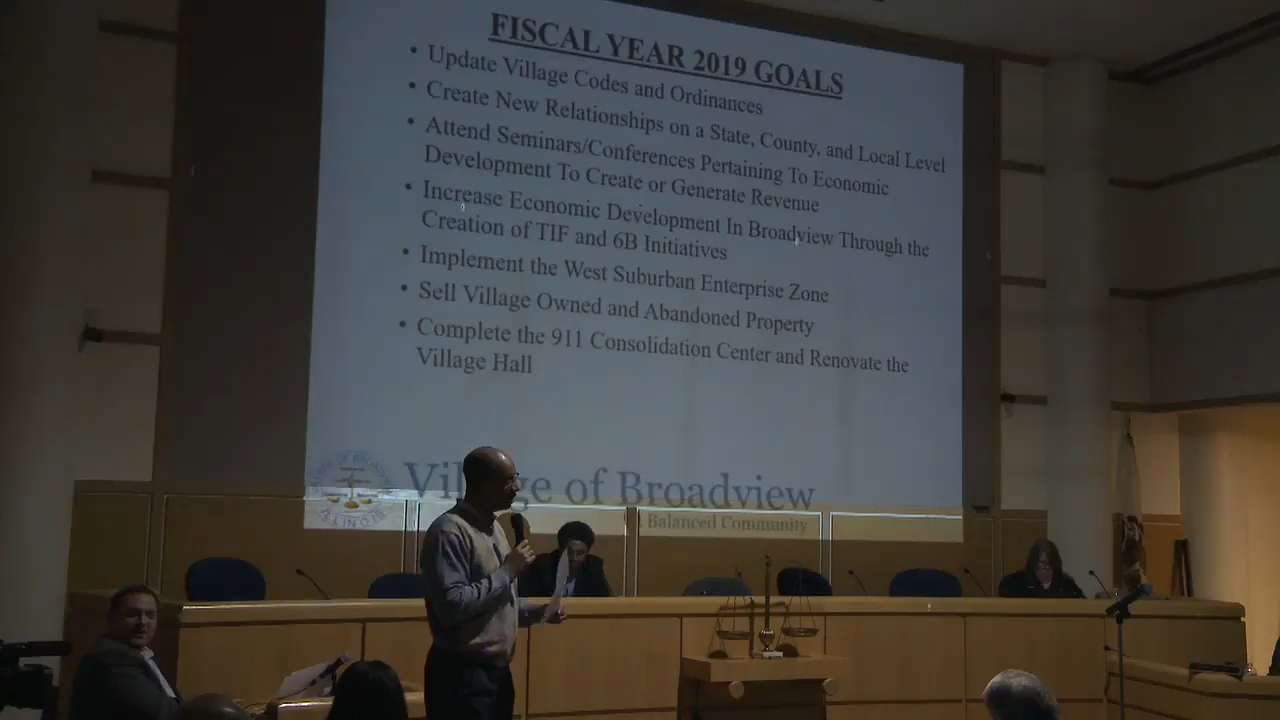 FISCAL YEAR 2019 GOALS
• Update Village Codes and Ordinances
• Create New Relationships on a State, County, and Local Level
• Attend Seminars/Conferences Pertaining To Economic
Development To Create or Generate Revenue
• Increase Economic Development In Broadview Through the
Creation of TIF and 6B Initiatives
• Implement the West Suburban Enterprise Zone
• Sell Village Owned and Abandoned Property
• Complete the 911 Consolidation Center and Renovate the
Village Hall
Village of Broadview
Balanced Community
ILLINOIS